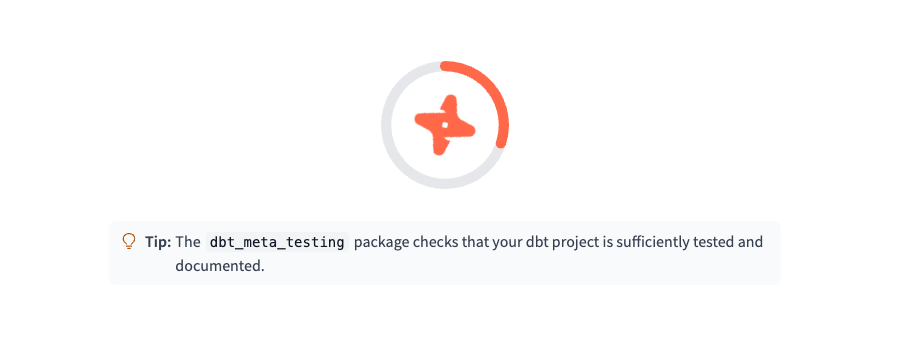 Tip: The dbt_meta_testing package checks that your dbt project is sufficiently tested and
documented.